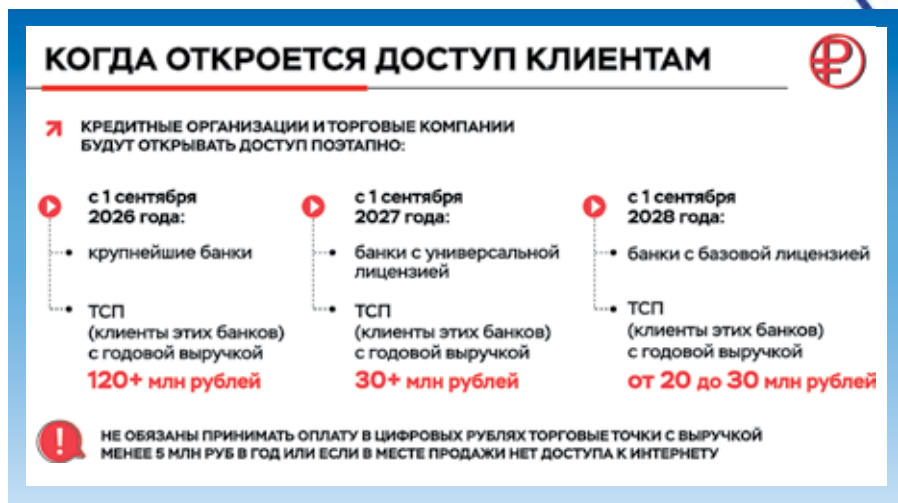 КОГДА ОТКРОЕТСЯ ДОСТУП КЛИЕНТАМ
КРЕДИТНЫЕ ОРГАНИЗАЦИИ И ТОРГОВЫЕ КОМПАНИИ
БУДУТ ОТКРЫВАТЬ ДОСТУП ПОЭТАПНО:
с 1 сентября
2026 года:
• крупнейшие банки
• ТСП
(клиенты этих банков)
с годовой выручкой
120+ млн рублей
с 1 сентября
2027 года:
• банки с универсальной
лицензией
• ТСП
(клиенты этих банков)
с годовой выручкой
30+ млн рублей
с 1 сентября
2028 года:
• банки с базовой лицензией
• ТСП
(клиенты этих банков)
с годовой выручкой
от 20 до 30 млн рублей
НЕ ОБЯЗАНЫ ПРИНИМАТЬ ОПЛАТУ В ЦИФРОВЫХ РУБЛЯХ ТОРГОВЫЕ ТОЧКИ С ВЫРУЧКОЙ
МЕНЕЕ 5 МЛН РУБ В ГОД ИЛИ ЕСЛИ В МЕСТЕ ПРОДАЖИ НЕТ ДОСТУПА К ИНТЕРНЕТУ